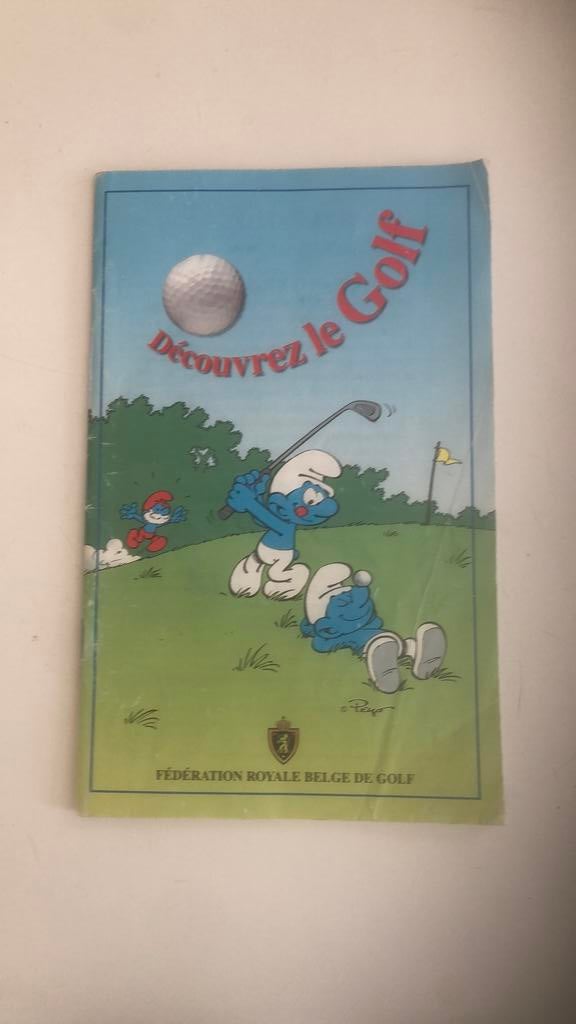 Découvrez le Golf
© Peyo
FÉDÉRATION ROYALE BELGE DE GOLF